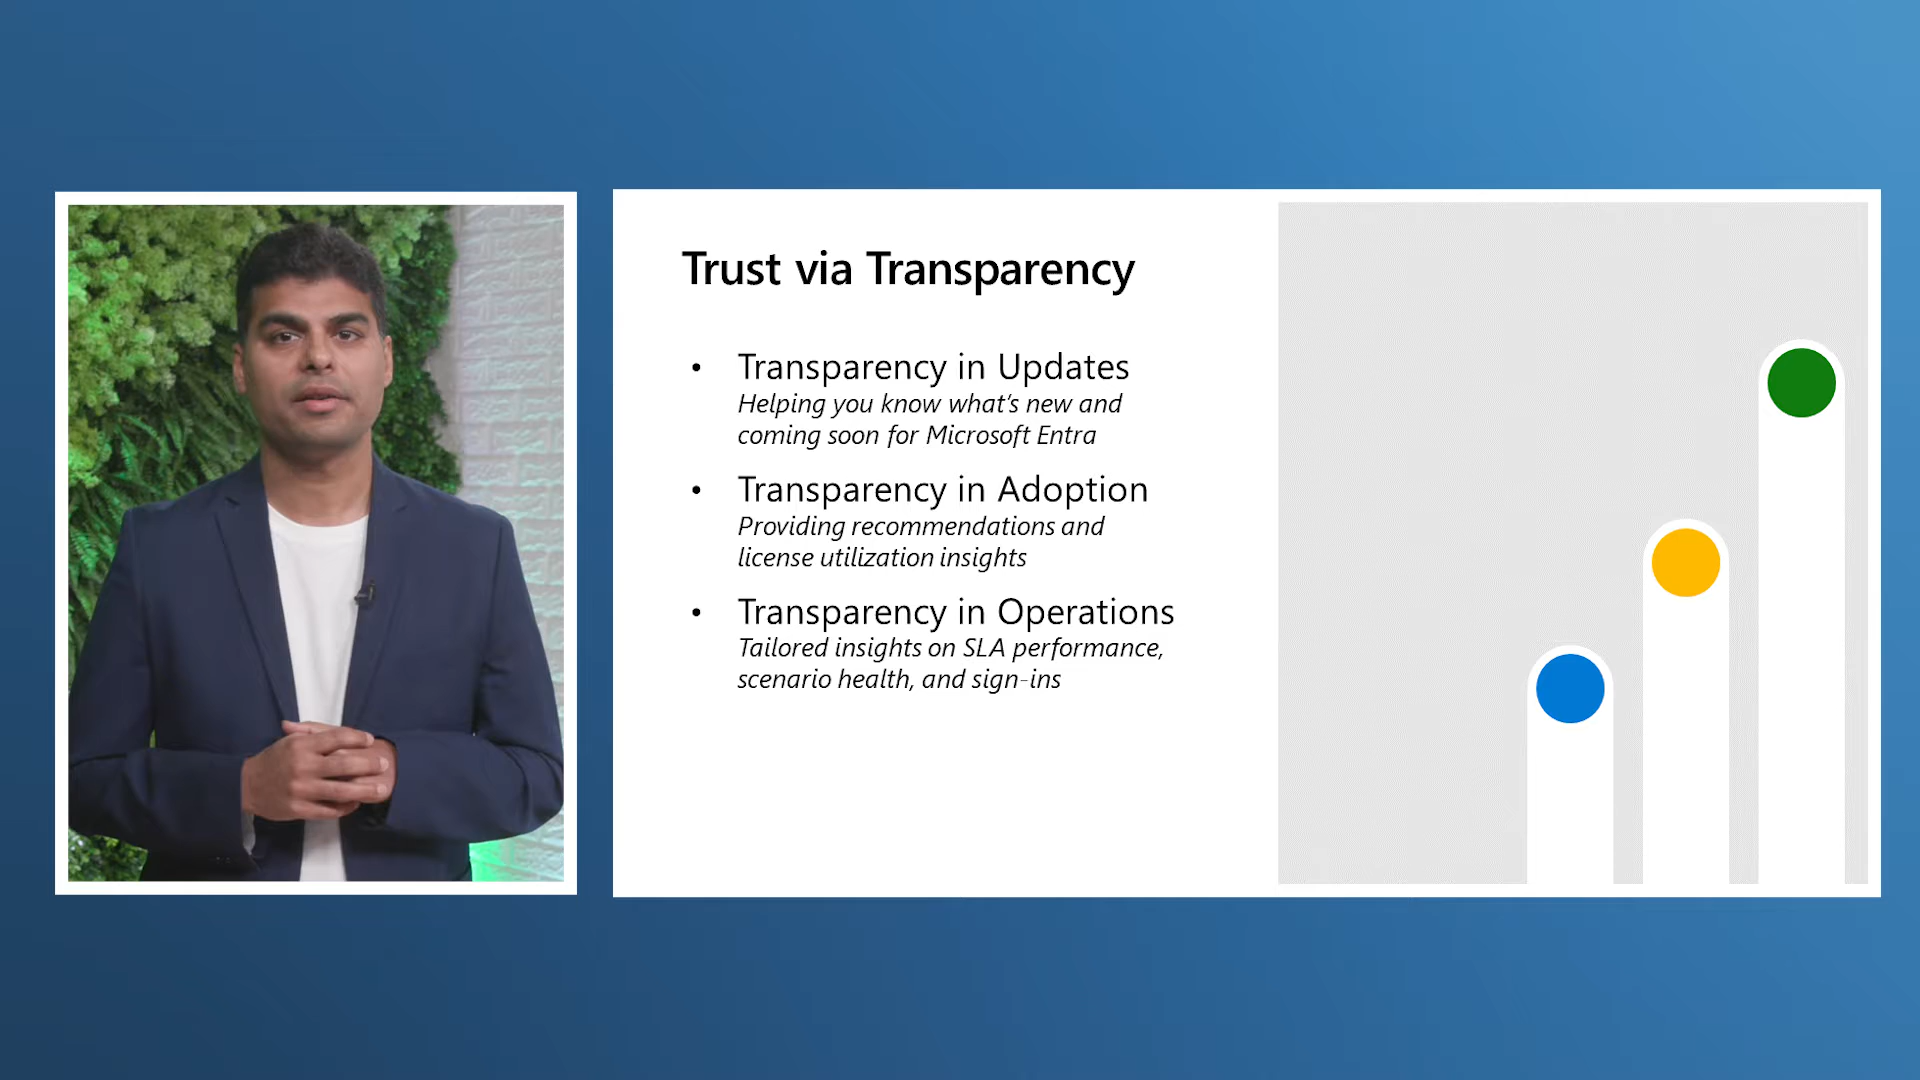 Trust via Transparency
• Transparency in Updates
Helping you know what's new and
coming soon for Microsoft Entra
• Transparency in Adoption
Providing recommendations and
license utilization insights
• Transparency in Operations
Tailored insights on SLA performance,
scenario health, and sign-ins